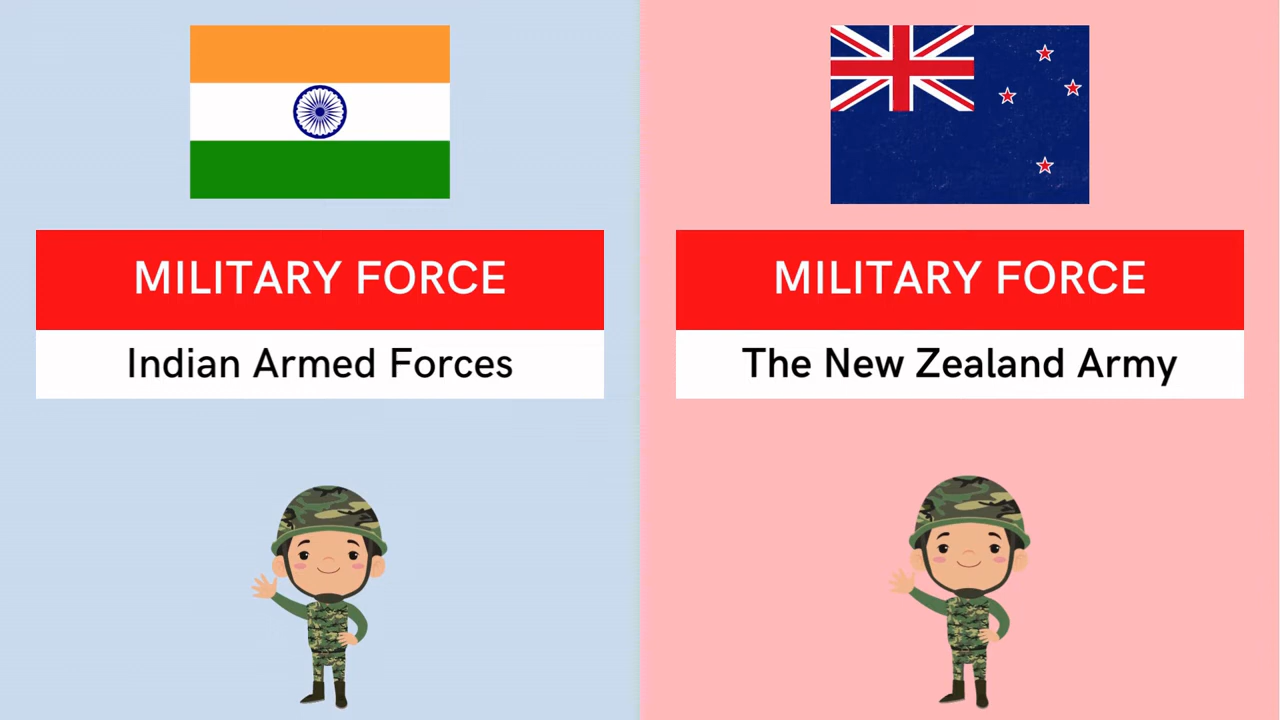 MILITARY FORCE
Indian Armed Forces
MILITARY FORCE
The New Zealand Army